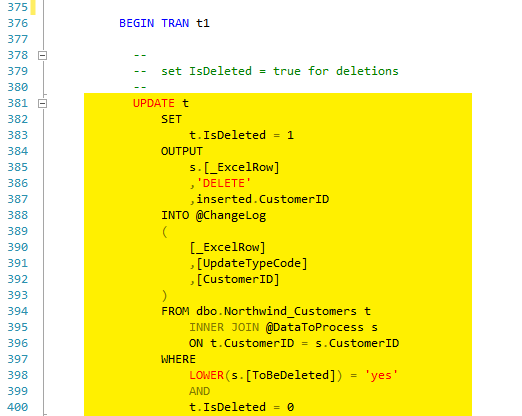 375
376 BEGIN TRAN t1
377
378 --
379 -- set IsDeleted = true for deletions
380 --
381 UPDATE t
382 SET
383 t.IsDeleted = 1
384 OUTPUT
385 s.[_ExcelRow]
386 ,'DELETE'
387 ,inserted.CustomerID
388 INTO @ChangeLog
389 (
390 [_ExcelRow]
391 ,[UpdateTypeCode]
392 ,[CustomerID]
393 )
394 FROM dbo.Northwind_Customers t
395 INNER JOIN @DataToProcess s
396 ON t.CustomerID = s.CustomerID
397 WHERE
398 LOWER(s.[ToBeDeleted]) = 'yes'
399 AND
400 t.IsDeleted = 0